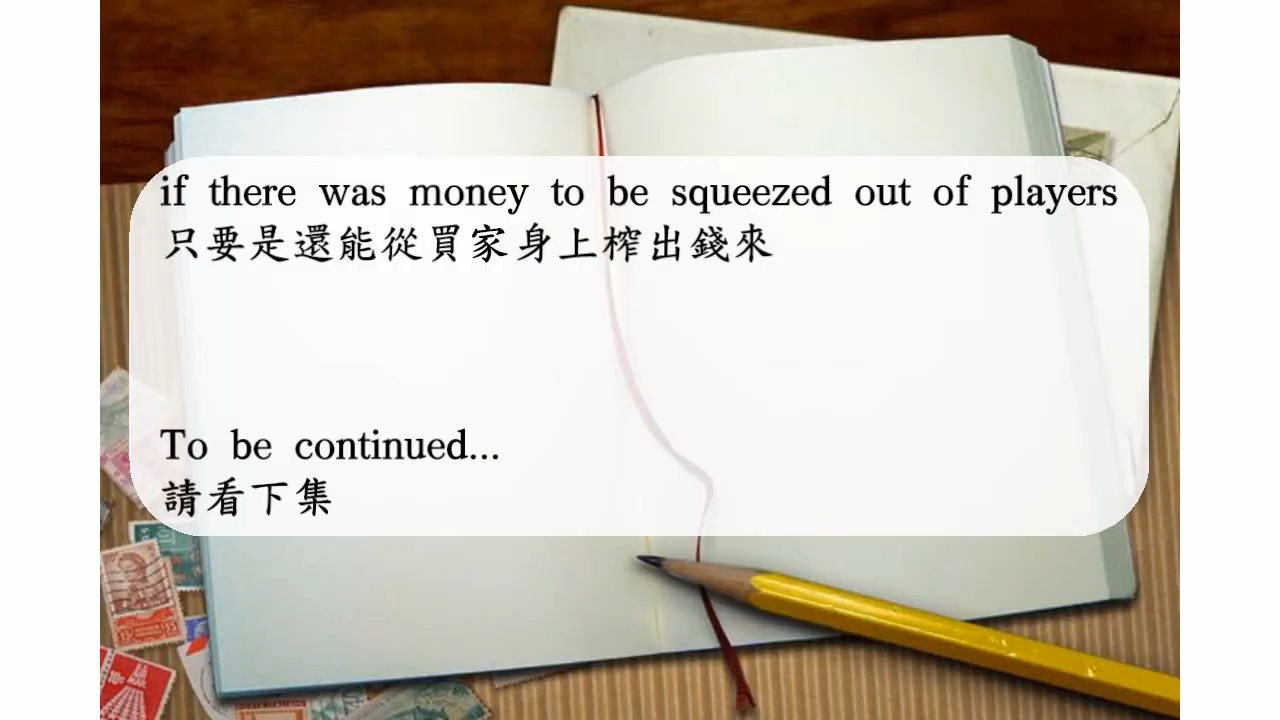 if there was money to be squeezed out of players
只要是還能從買家身上榨出錢來
To be continued...
請看下集